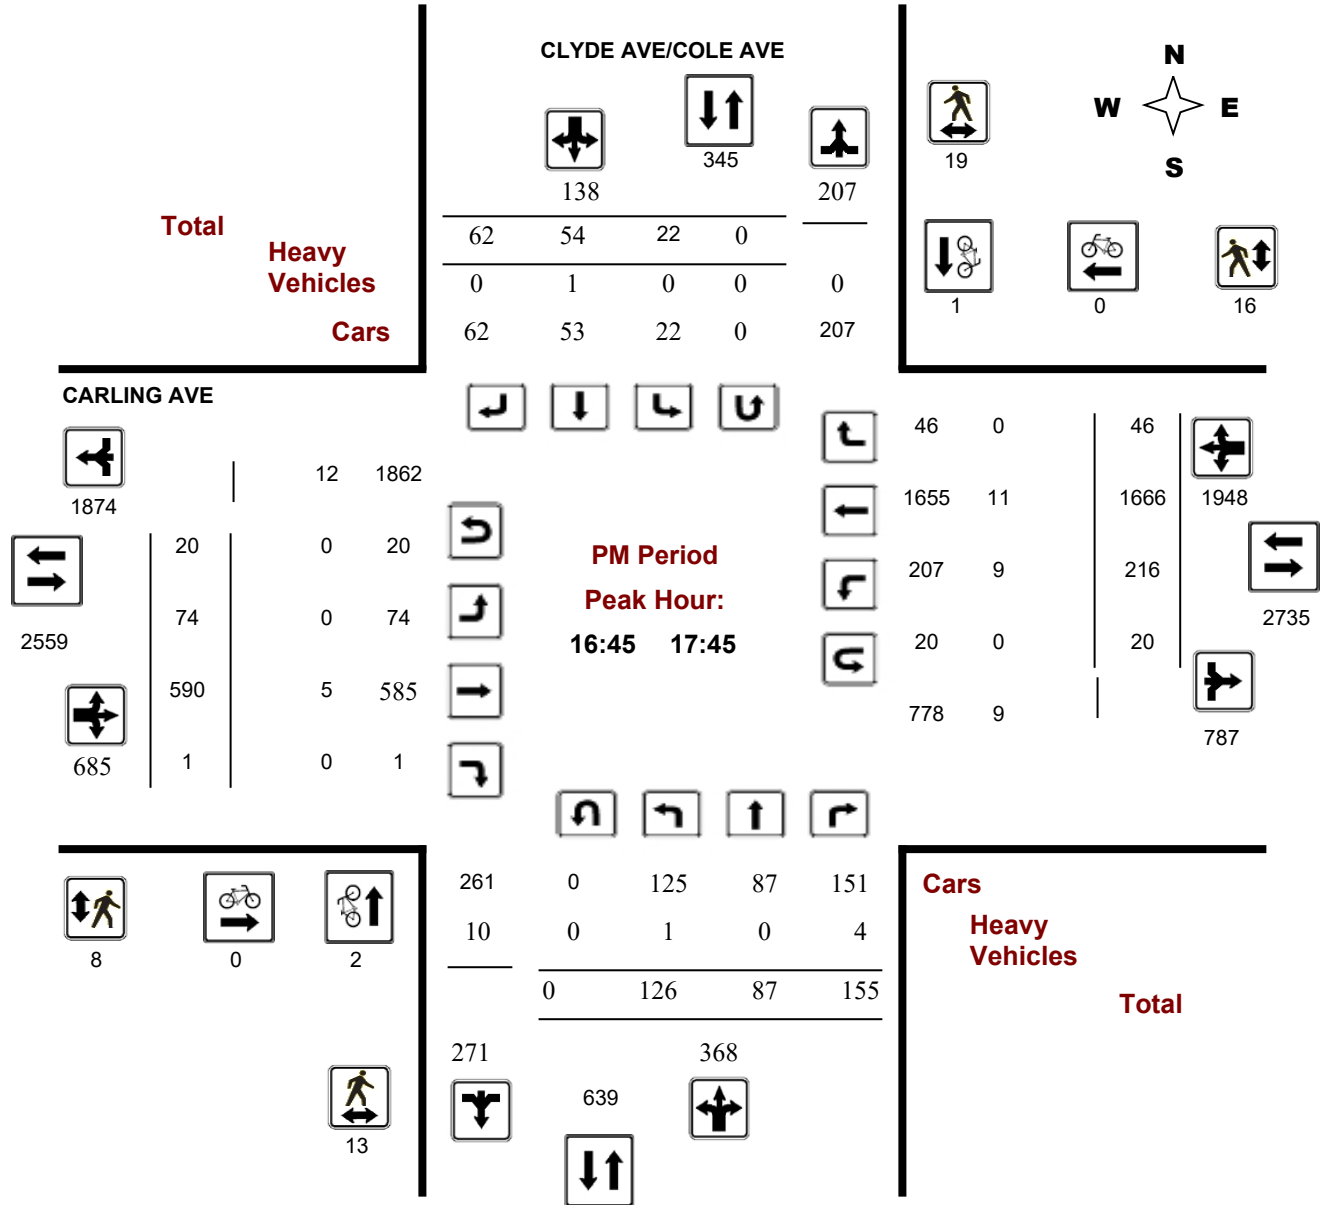 CLYDE AVE/COLE AVE
N
W E
S
345
19
138 207
Total
62 54 22 0
Heavy
Vehicles
0 1 0 0 0
1 0 16
Cars
62 53 22 0 207
CARLING AVE
46 0 46
12 1862
1874
1655 11 1666 1948
20 0 20
PM Period
207 9 216
Peak Hour:
74 0 74
2735
2559
16:45 17:45
20 0 20
590 5 585
778 9
787
685 1 0 1
261 0 125 87 151
Cars
10 0 1 0 4
Heavy
Vehicles
8 0 2
0 126 87 155
Total
271 368
639
13